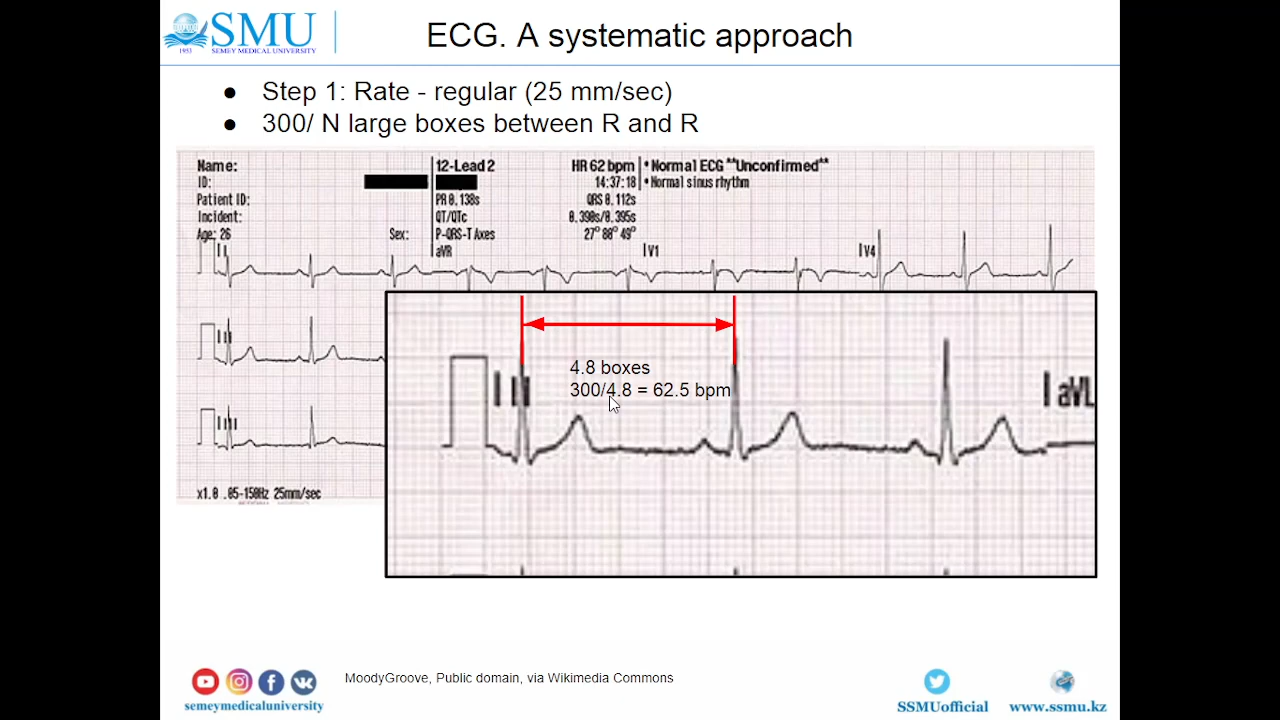 SMU
SEMEY MEDICAL UNIVERSITY
1953
ECG. A systematic approach
● Step 1: Rate - regular (25 mm/sec)
● 300/ N large boxes between R and R
Name:
ID:
Patient ID:
Incident:
Age: 26
Sex:
12-Lead 2
PR 0.138s
QT/QTc
P-QRS-T Axes
aVR
HR 62 bpm
14:37:18
QRS 0.112s
0.390s/0.395s
27° 80° 49°
• Normal ECG **Unconfirmed**
• Normal sinus rhythm
I
V1
V4
II
III
x1.0 .05-150Hz 25mm/sec
4.8 boxes
300/4.8 = 62.5 bpm
II
aVL
MoodyGroove, Public domain, via Wikimedia Commons
semeymedicaluniversity
SSMUofficial
www.ssmu.kz